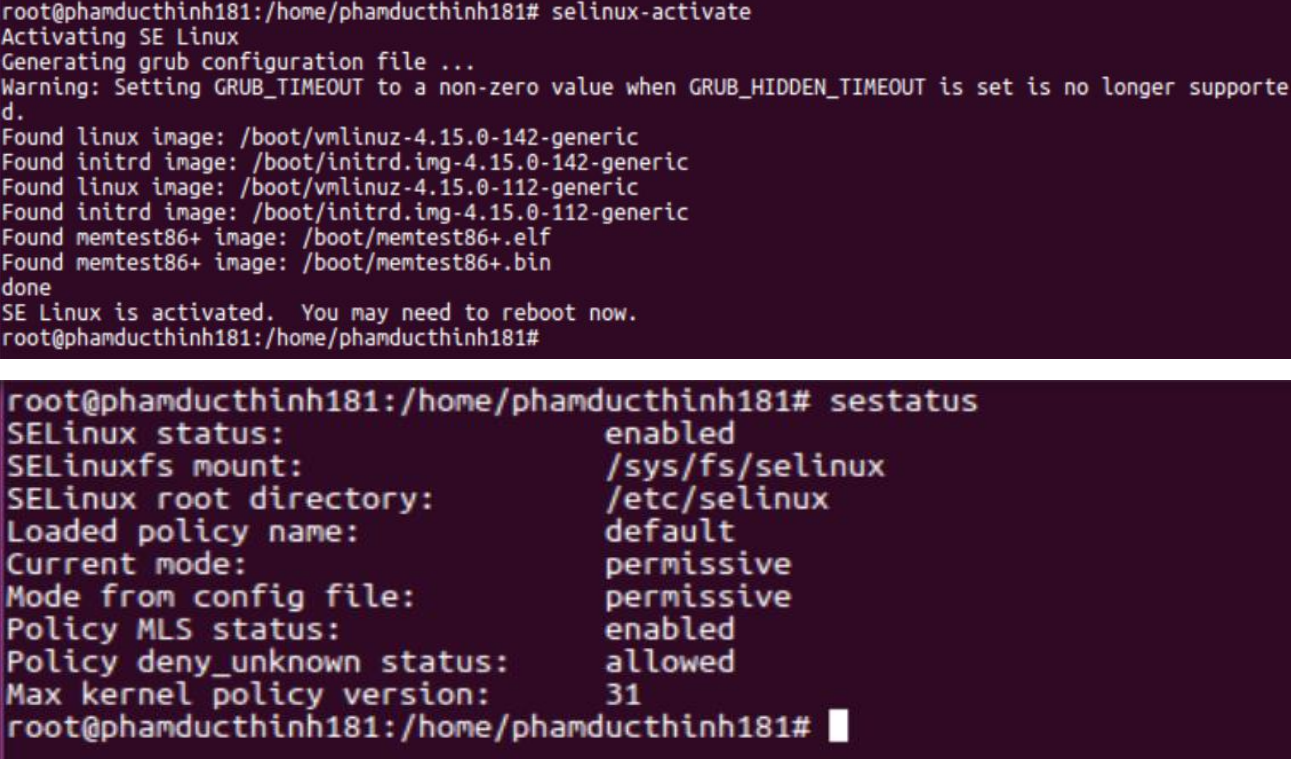 root@phamducthinh181:/home/phamducthinh181# selinux-activate
Activating SE Linux
Generating grub configuration file ...
Warning: Setting GRUB_TIMEOUT to a non-zero value when GRUB_HIDDEN_TIMEOUT is set is no longer supporte
d.
Found linux image: /boot/vmlinuz-4.15.0-142-generic
Found initrd image: /boot/initrd.img-4.15.0-142-generic
Found linux image: /boot/vmlinuz-4.15.0-112-generic
Found initrd image: /boot/initrd.img-4.15.0-112-generic
Found memtest86+ image: /boot/memtest86+.elf
Found memtest86+ image: /boot/memtest86+.bin
done
SE Linux is activated.  You may need to reboot now.
root@phamducthinh181:/home/phamducthinh181#
root@phamducthinh181:/home/phamducthinh181# sestatus
SELinux status:                 enabled
SELinuxfs mount:                /sys/fs/selinux
SELinux root directory:         /etc/selinux
Loaded policy name:             default
Current mode:                   permissive
Mode from config file:          permissive
Policy MLS status:              enabled
Policy deny_unknown status:     allowed
Max kernel policy version:      31
root@phamducthinh181:/home/phamducthinh181#